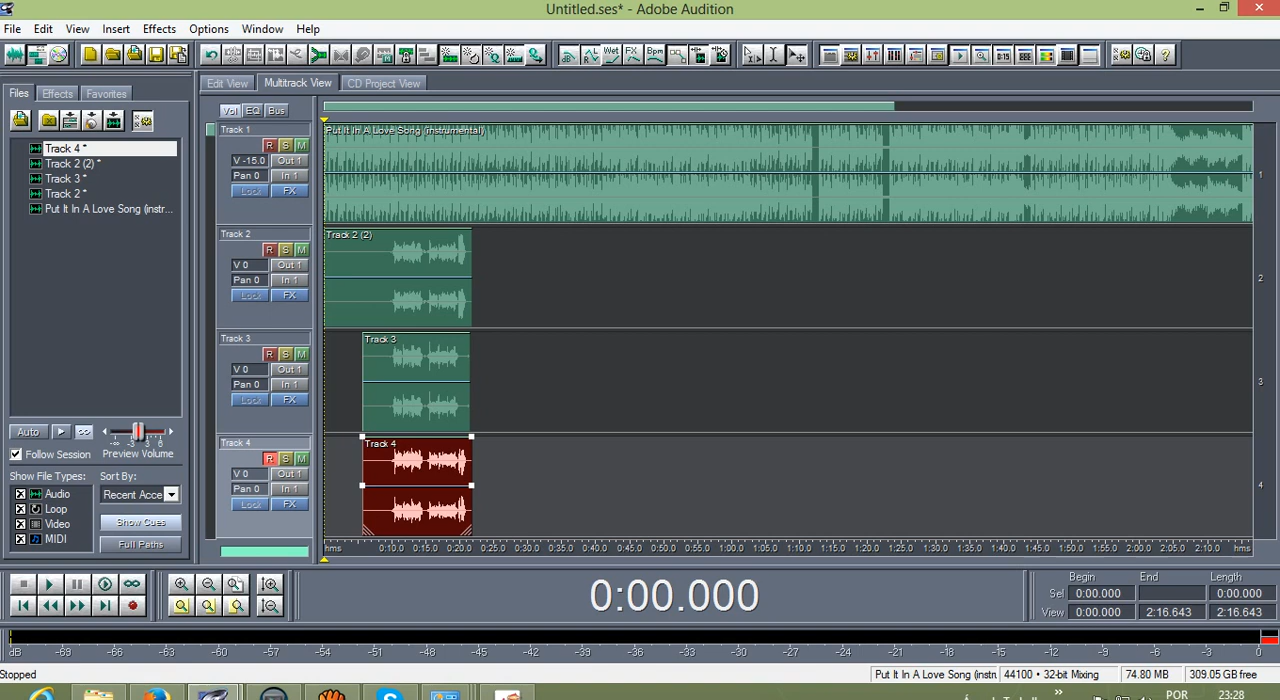 Untitled.ses* - Adobe Audition
File Edit View Insert Effects Options Window Help
Files Effects Favorites
Edit View Multitrack View CD Project View
Vol EQ Bus
Track 4 *
Track 2 (2) *
Track 3 *
Track 2 *
Put It In A Love Song (instr...
Track 1
R S M
V -15.0 Out 1
Pan 0 In 1
Lock FX
Put It In A Love Song (instrumental)
1
Track 2
R S M
V 0 Out 1
Pan 0 In 1
Lock FX
Track 2 (2)
2
Track 3
R S M
V 0 Out 1
Pan 0 In 1
Lock FX
Track 3
3
Track 4
R S M
V 0 Out 1
Pan 0 In 1
Lock FX
Track 4
4
Auto
-∞ -3 3 6
Follow Session Preview Volume
Show File Types: Sort By:
Audio Recent Acce
Loop
Video Show Cues
MIDI Full Paths
hms 0:10.0 0:15.0 0:20.0 0:25.0 0:30.0 0:35.0 0:40.0 0:45.0 0:50.0 0:55.0 1:00.0 1:05.0 1:10.0 1:15.0 1:20.0 1:25.0 1:30.0 1:35.0 1:40.0 1:45.0 1:50.0 1:55.0 2:00.0 2:05.0 2:10.0 hms
0:00.000
Begin End Length
Sel 0:00.000 0:00.000
View 0:00.000 2:16.643 2:16.643
dB -69 -66 -63 -60 -57 -54 -51 -48 -45 -42 -39 -36 -33 -30 -27 -24 -21 -18 -15 -12 -9 -6 -3 0
Stopped
Put It In A Love Song (instn 44100 • 32-bit Mixing 74.80 MB 309.05 GB free
POR 23:28